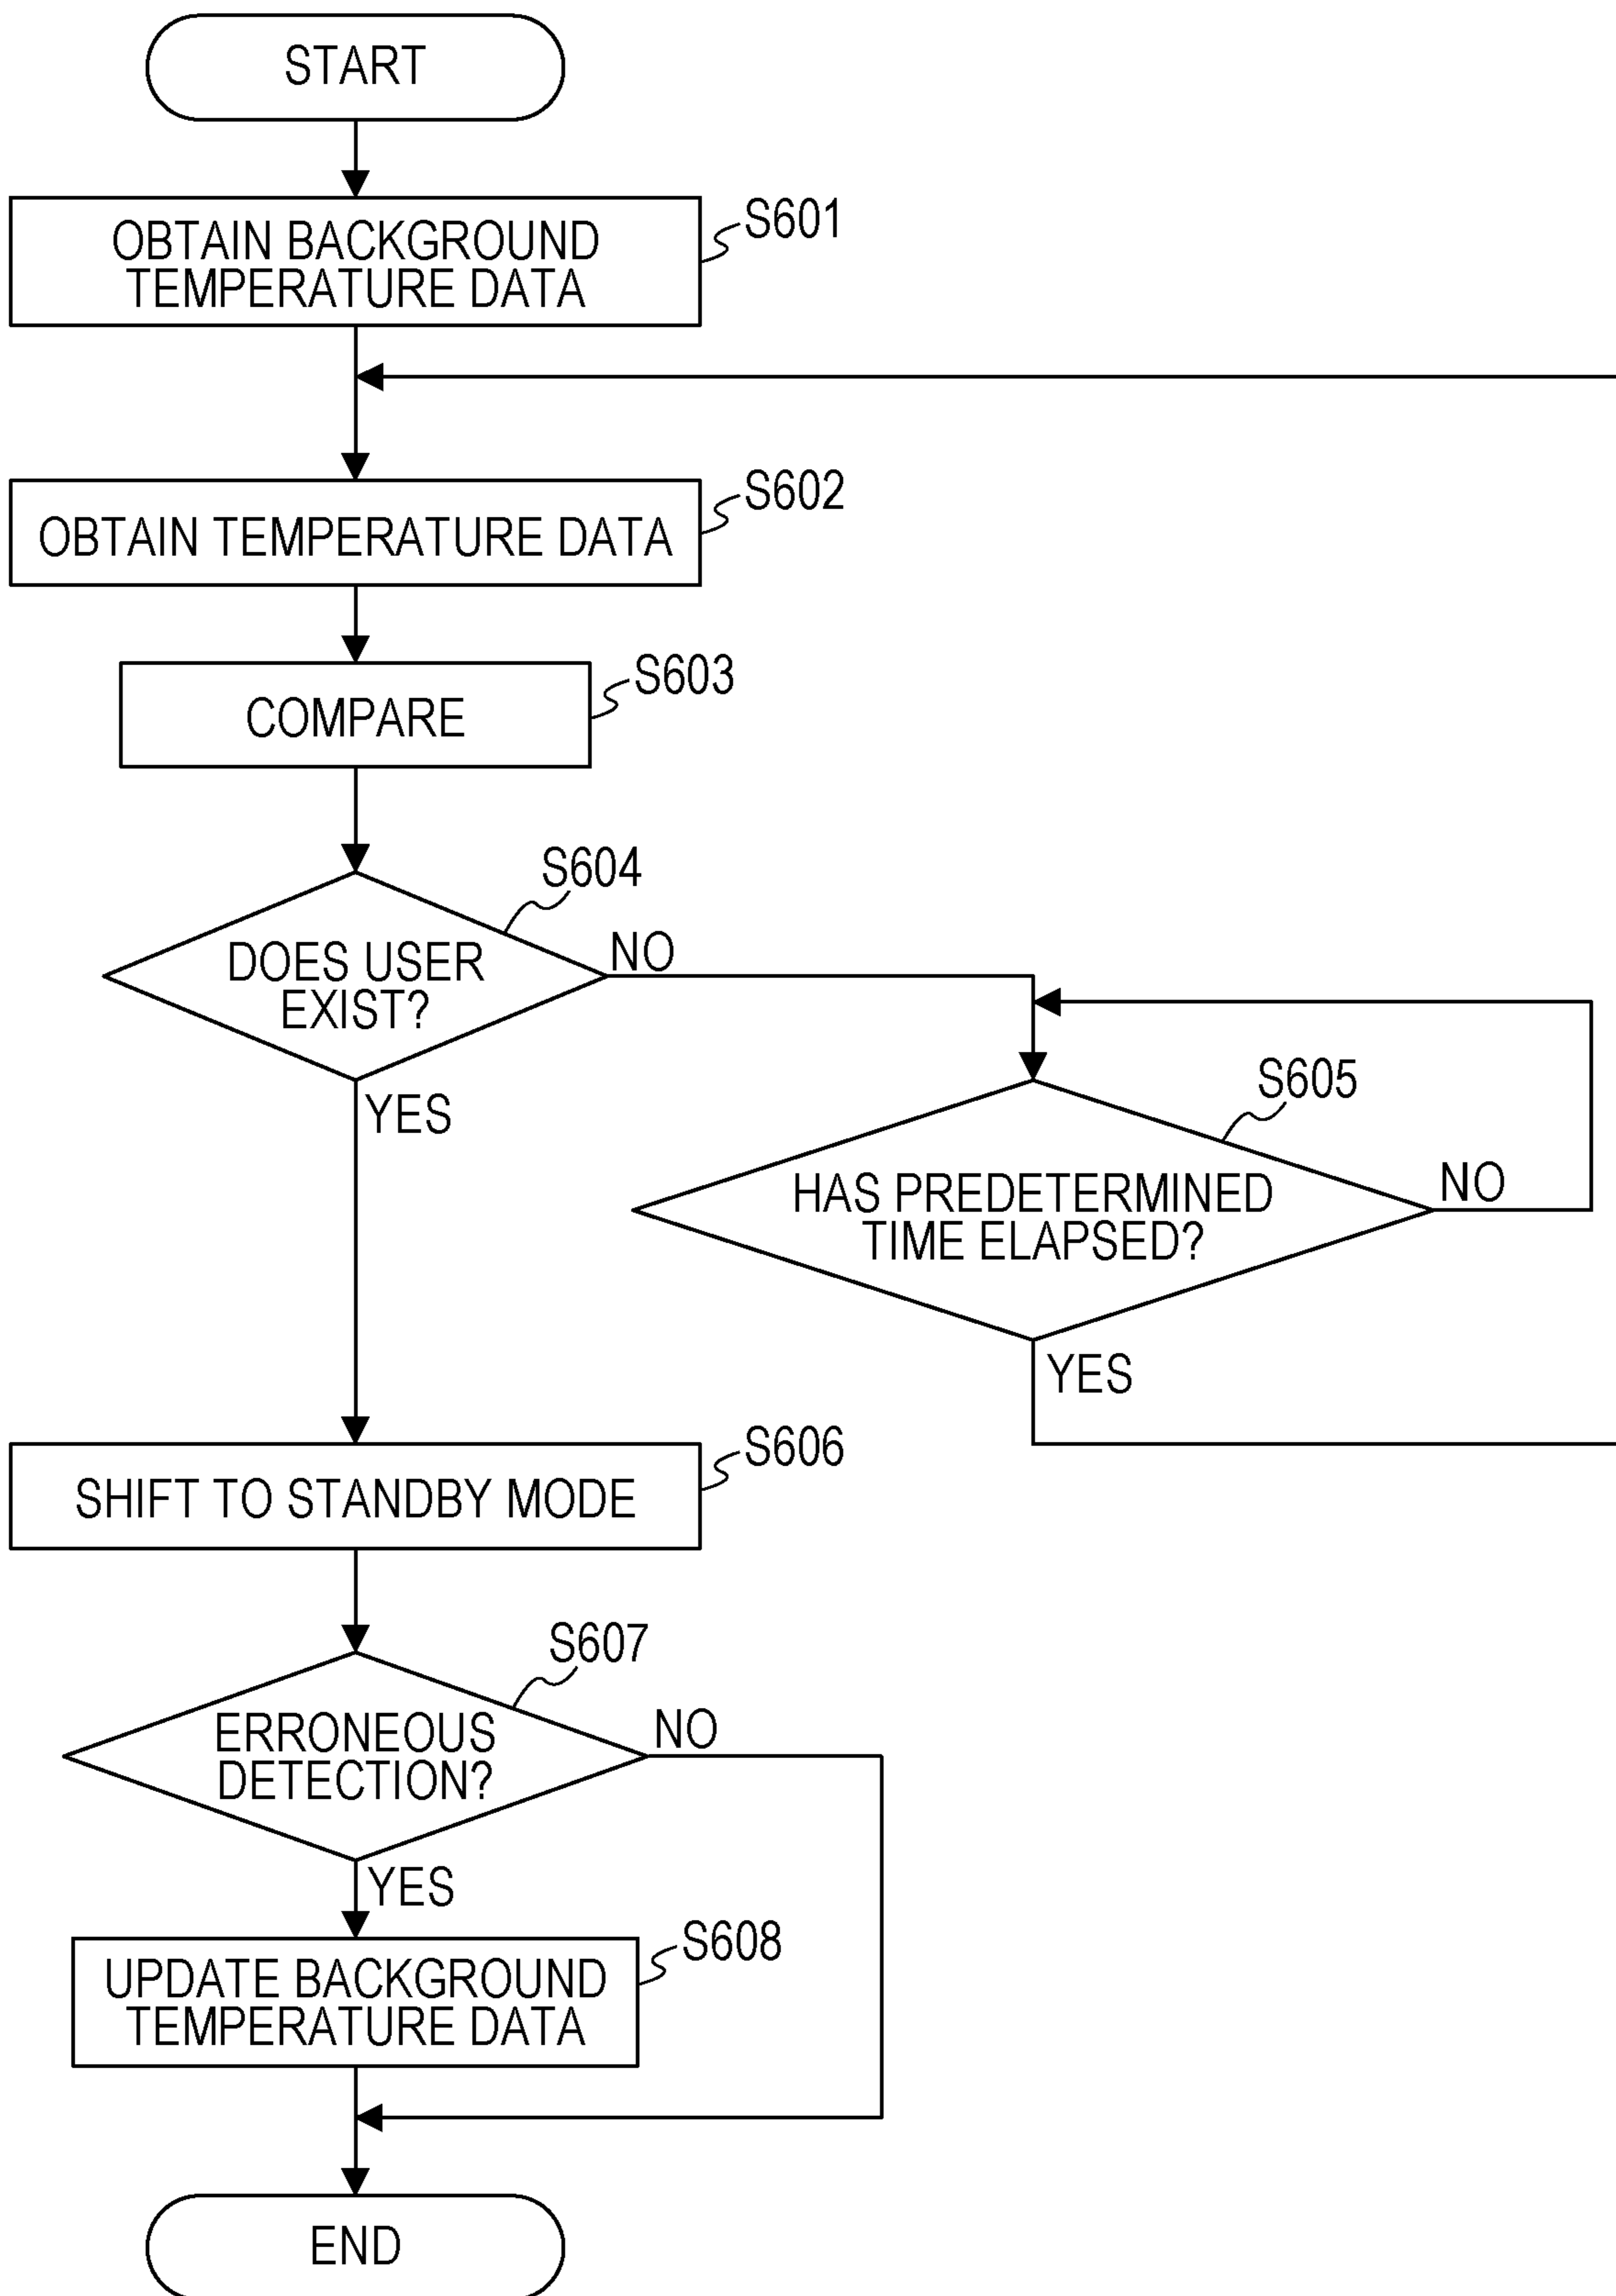 START
OBTAIN BACKGROUND
TEMPERATURE DATA
S601
OBTAIN TEMPERATURE DATA
S602
COMPARE
S603
S604
DOES USER
EXIST?
NO
YES
S605
HAS PREDETERMINED
TIME ELAPSED?
NO
YES
SHIFT TO STANDBY MODE
S606
S607
ERRONEOUS
DETECTION?
NO
YES
UPDATE BACKGROUND
TEMPERATURE DATA
S608
END